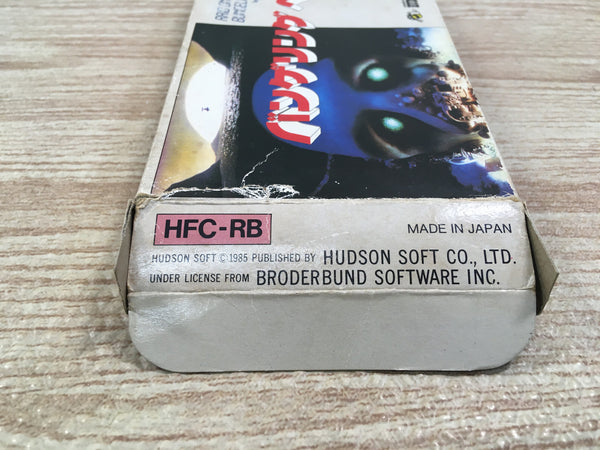 バンゲリング
HFC-RB
MADE IN JAPAN
HUDSON SOFT © 1985 PUBLISHED BY HUDSON SOFT CO., LTD.
UNDER LICENSE FROM BRODERBUND SOFTWARE INC.